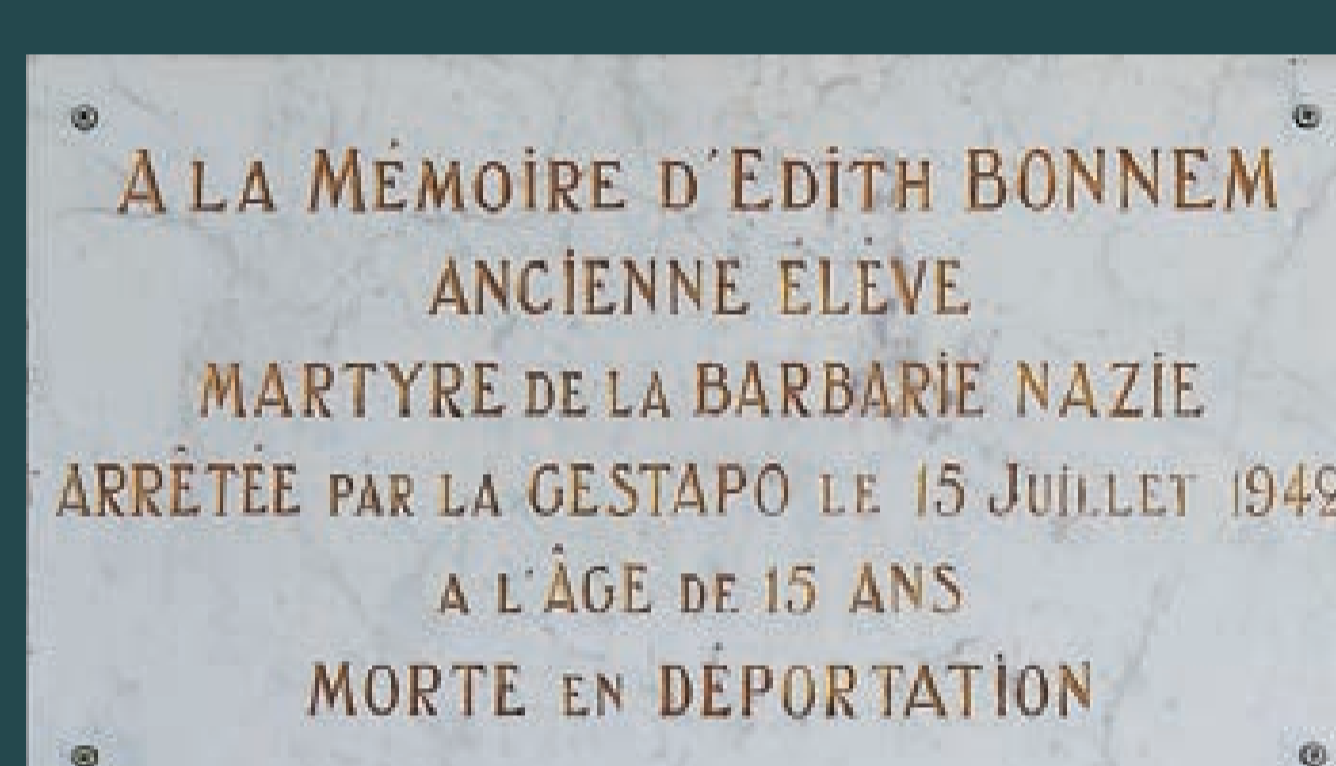 A LA MÉMOIRE D'EDITH BONNEM
ANCIENNE ÉLÈVE
MARTYRE DE LA BARBARIE NAZIE
ARRÊTÉE PAR LA GESTAPO LE 15 JUILLET 1942
A L'ÂGE DE 15 ANS
MORTE EN DÉPORTATION